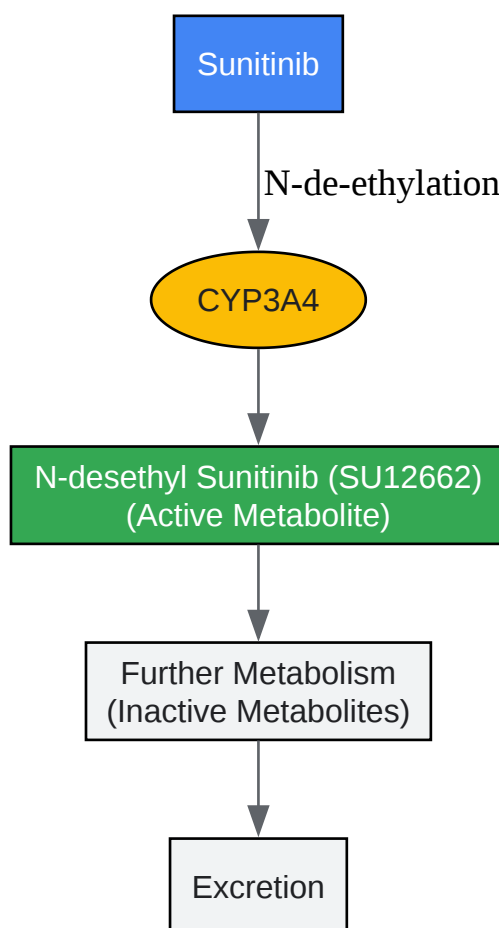 Sunitinib
N-de-ethylation
CYP3A4
N-desethyl Sunitinib (SU12662)
(Active Metabolite)
Further Metabolism
(Inactive Metabolites)
Excretion